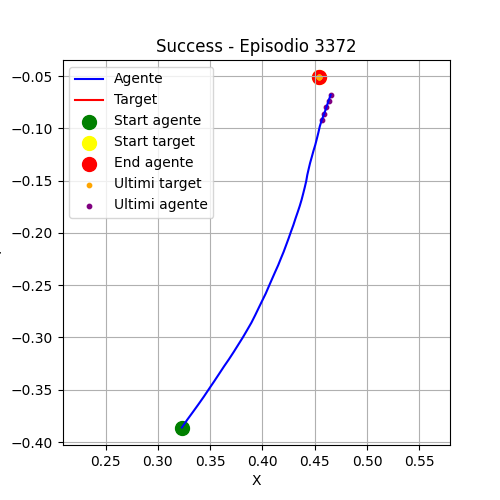 Success - Episodio 3372
Agente
Target
Start agente
Start target
End agente
Ultimi target
Ultimi agente
−0.05
−0.10
−0.15
−0.20
−0.25
−0.30
−0.35
−0.40
0.25 0.30 0.35 0.40 0.45 0.50 0.55
X